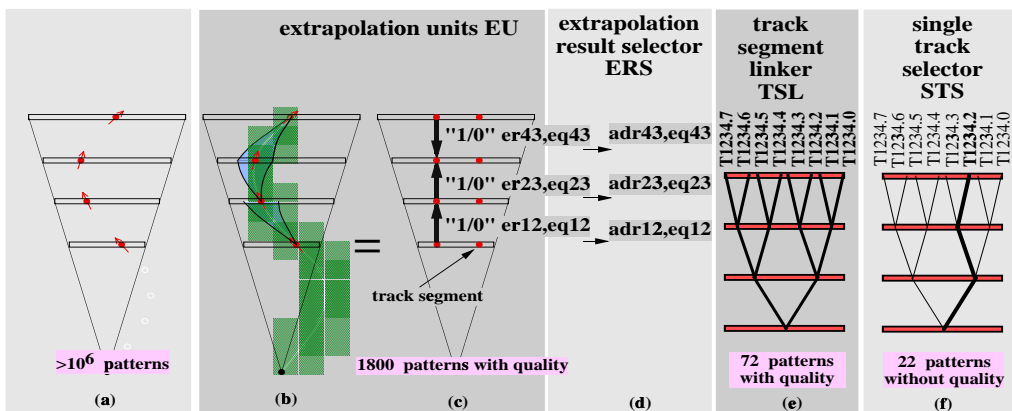 extrapolation units EU
extrapolation
result selector
ERS
track
segment
linker
TSL
single
track
selector
STS
"1/0" er43,eq43
adr43,eq43
"1/0" er23,eq23
adr23,eq23
"1/0" er12,eq12
adr12,eq12
T1234.7
T1234.6
T1234.5
T1234.4
T1234.3
T1234.2
T1234.1
T1234.0
T1234.7
T1234.6
T1234.5
T1234.4
T1234.3
T1234.2
T1234.1
T1234.0
=
track segment
>10^6 patterns
1800 patterns with quality
72 patterns
with quality
22 patterns
without quality
(a)
(b)
(c)
(d)
(e)
(f)